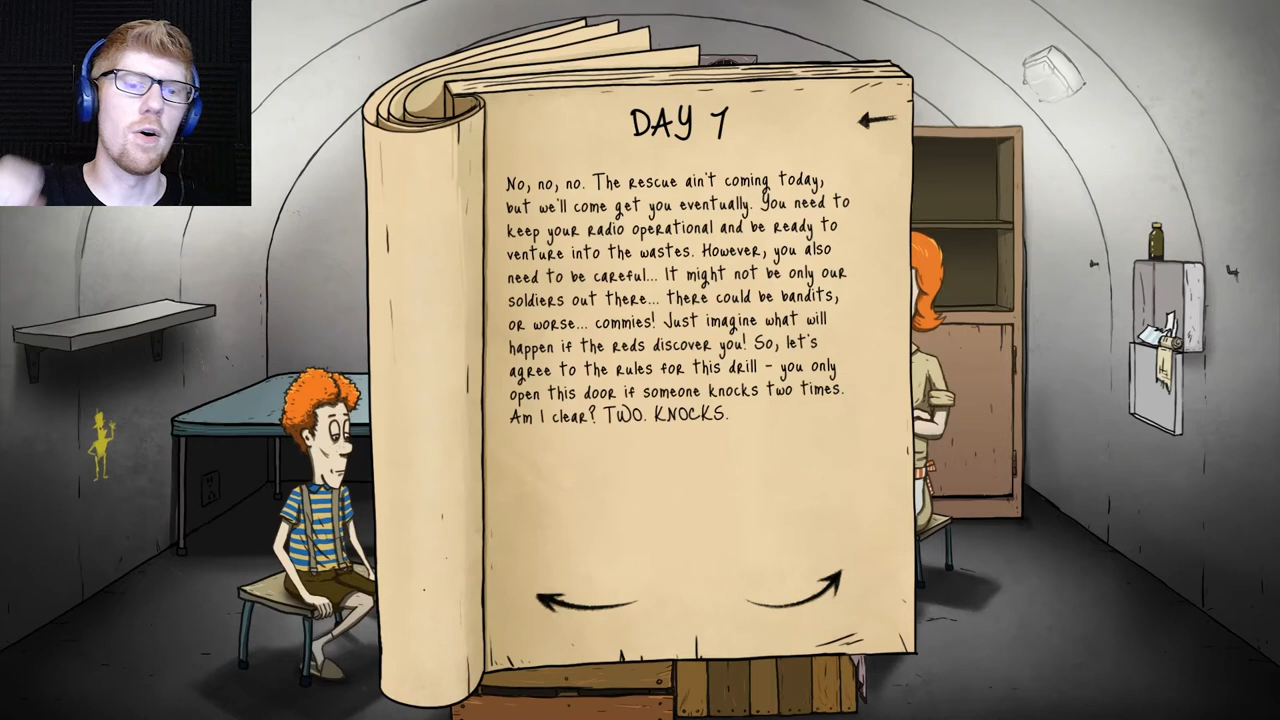 DAY 1
No, no, no. The rescue ain't coming today,
but we'll come get you eventually. You need to
keep your radio operational and be ready to
venture into the wastes. However, you also
need to be careful... It might not be only our
soldiers out there... there could be bandits,
or worse... commies! Just imagine what will
happen if the reds discover you! So, let's
agree to the rules for this drill - you only
open this door if someone knocks two times.
Am I clear? TWO. KNOCKS.